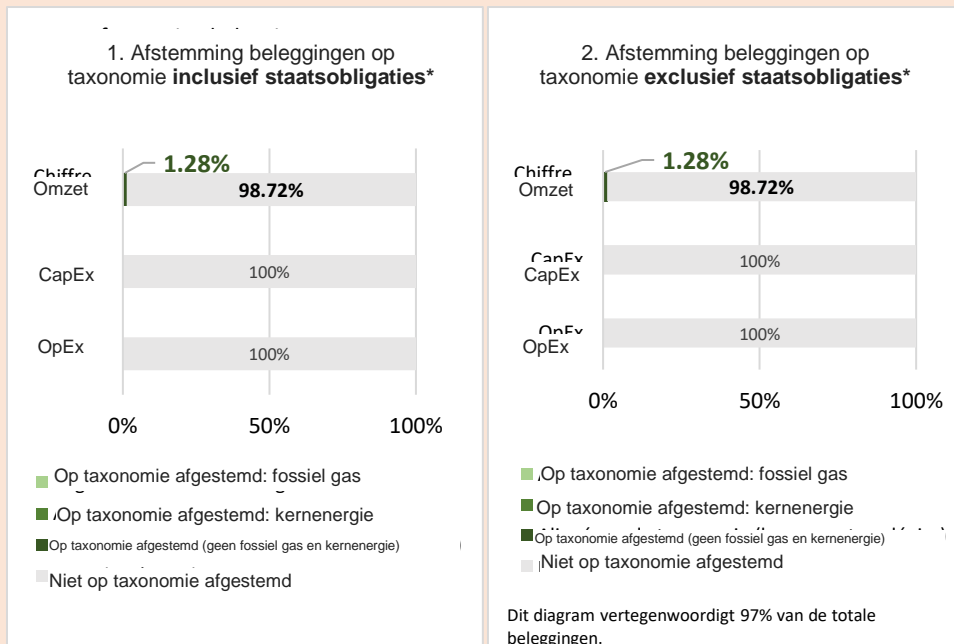 1. Afstemming beleggingen op
taxonomie inclusief staatsobligaties*
1.28%
Omzet
98.72%
CapEx
100%
OpEx
100%
0% 50% 100%
Op taxonomie afgestemd: fossiel gas
Op taxonomie afgestemd: kernenergie
Op taxonomie afgestemd (geen fossiel gas en kernenergie)
Niet op taxonomie afgestemd
2. Afstemming beleggingen op
taxonomie exclusief staatsobligaties*
1.28%
Chiffre
Omzet
98.72%
CapEx
100%
CapEx
OpEx
100%
OpEx
0% 50% 100%
Op taxonomie afgestemd: fossiel gas
Op taxonomie afgestemd: kernenergie
Op taxonomie afgestemd (geen fossiel gas en kernenergie)
Niet op taxonomie afgestemd
Dit diagram vertegenwoordigt 97% van de totale
beleggingen.